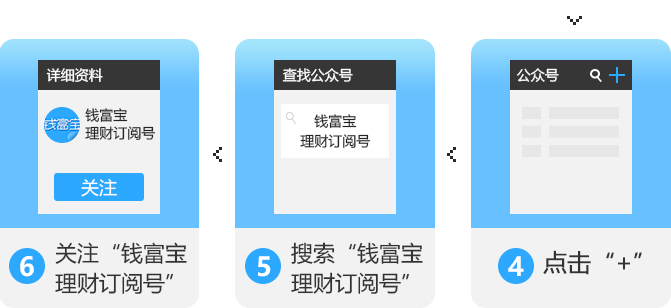 详细资料
钱富宝
钱富宝
理财订阅号
关注
6
关注“钱富宝
理财订阅号”
查找公众号
钱富宝
理财订阅号
5
搜索“钱富宝
理财订阅号”
公众号
4
点击“+”